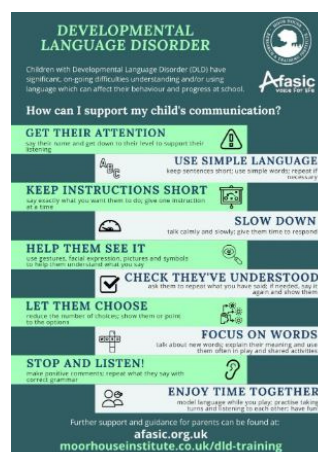 DEVELOPMENTAL
LANGUAGE DISORDER
Children with Developmental Language Disorder (DLD) have
significant, on-going difficulties understanding and/or using
language which can affect their behaviour and progress at school.
Afasic
voice for life
How can I support my child's communication?
GET THEIR ATTENTION
say their name and get down to their level to support their
listening
ABC
USE SIMPLE LANGUAGE
keep sentences short; use simple words; repeat if
necessary
KEEP INSTRUCTIONS SHORT
say exactly what you want them to do; give one instruction
at a time
SLOW DOWN
talk calmly and slowly; give them time to respond
HELP THEM SEE IT
use gestures, facial expression, pictures and symbols
to help them understand what you say
CHECK THEY'VE UNDERSTOOD
ask them to repeat what you have said; if needed, say it
again and show them
LET THEM CHOOSE
reduce the number of choices; show them or point
to the options
FOCUS ON WORDS
talk about new words; explain their meaning and use
them often in play and shared activities
STOP AND LISTEN!
make positive comments; repeat what they say with
correct grammar
ENJOY TIME TOGETHER
model language while you play; practise taking
turns and listening to each other; have fun
Further support and guidance for parents can be found at:
afasic.org.uk
moorhouseinstitute.co.uk/dld-training